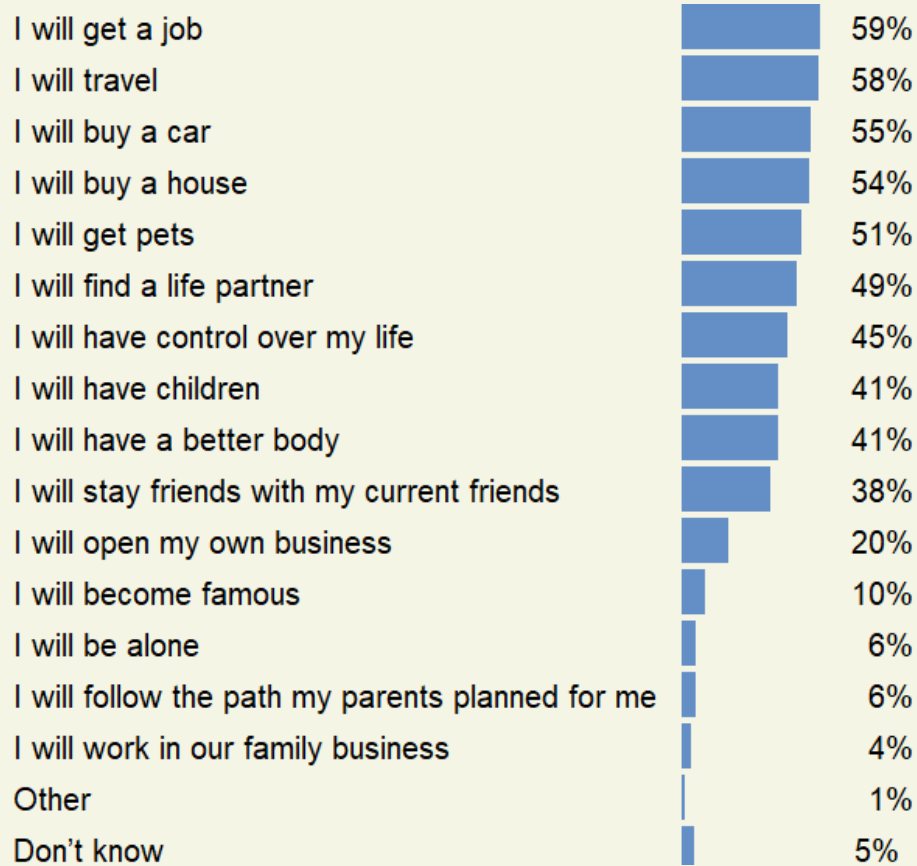 I will get a job 59%
I will travel 58%
I will buy a car 55%
I will buy a house 54%
I will get pets 51%
I will find a life partner 49%
I will have control over my life 45%
I will have children 41%
I will have a better body 41%
I will stay friends with my current friends 38%
I will open my own business 20%
I will become famous 10%
I will be alone 6%
I will follow the path my parents planned for me 6%
I will work in our family business 4%
Other 1%
Don’t know 5%